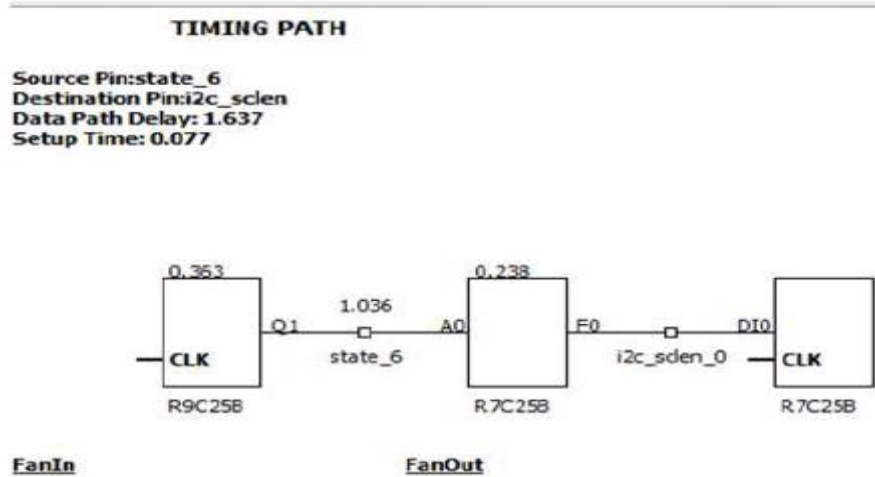 TIMING PATH
Source Pin:state_6
Destination Pin:i2c_sclen
Data Path Delay: 1.637
Setup Time: 0.077
0.363 0.238
1.036
Q1 A0 F0 DI0
state_6 i2c_sclen_0
CLK CLK
R9C25B R7C25B R7C25B
FanIn FanOut